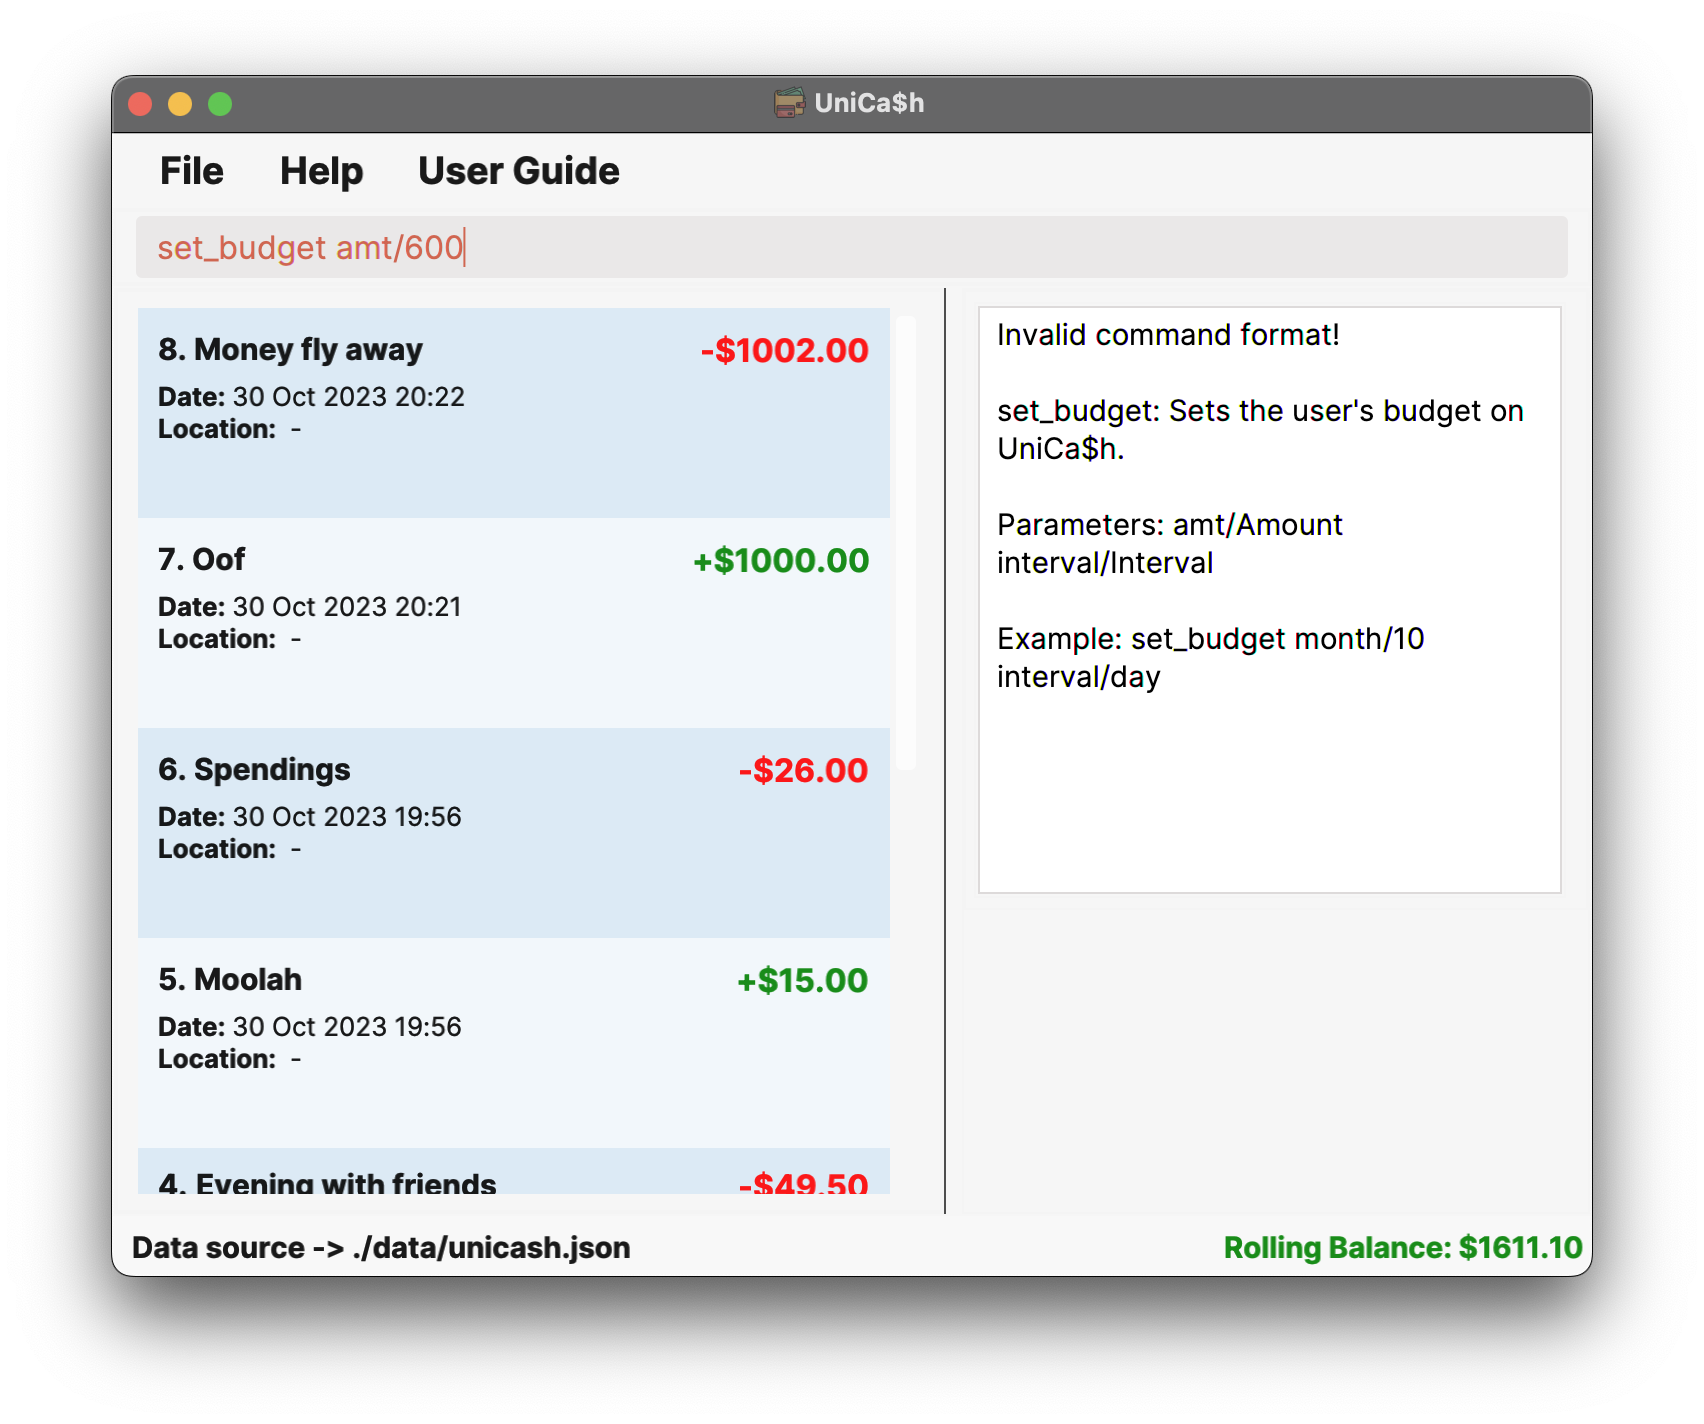 UniCa$h
File Help User Guide
set_budget amt/600
8. Money fly away -$1002.00
Date: 30 Oct 2023 20:22
Location: -
7. Oof +$1000.00
Date: 30 Oct 2023 20:21
Location: -
6. Spendings -$26.00
Date: 30 Oct 2023 19:56
Location: -
5. Moolah +$15.00
Date: 30 Oct 2023 19:56
Location: -
4. Evening with friends -$49.50
Invalid command format!
set_budget: Sets the user's budget on
UniCa$h.
Parameters: amt/Amount
interval/Interval
Example: set_budget month/10
interval/day
Data source -> ./data/unicash.json
Rolling Balance: $1611.10